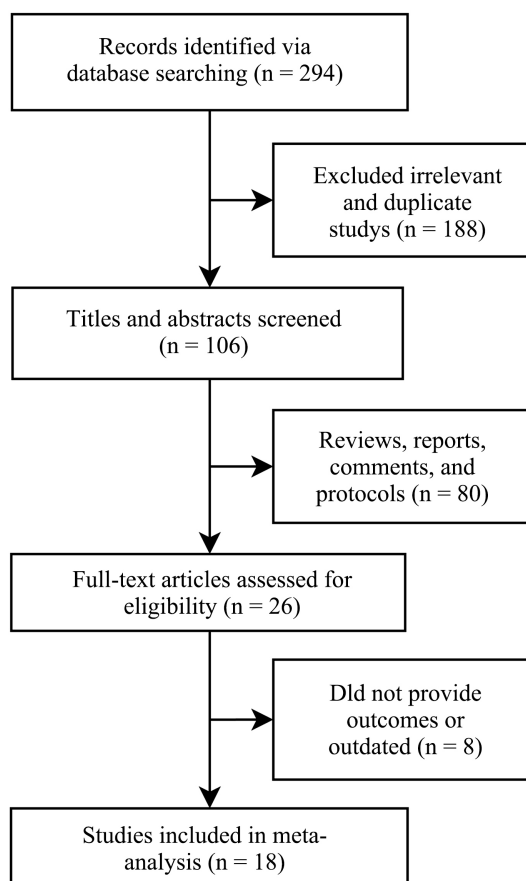 Records identified via
database searching (n = 294)
Excluded irrelevant
and duplicate
studys (n = 188)
Titles and abstracts screened
(n = 106)
Reviews, reports,
comments, and
protocols (n = 80)
Full-text articles assessed for
eligibility (n = 26)
Dld not provide
outcomes or
outdated (n = 8)
Studies included in meta-
analysis (n = 18)